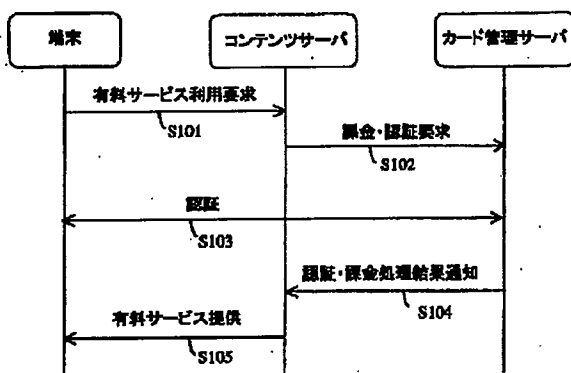 端末
コンテンツサーバ
カード管理サーバ
有料サービス利用要求
S101
課金・認証要求
S102
認証
S103
認証・課金処理結果通知
S104
有料サービス提供
S105